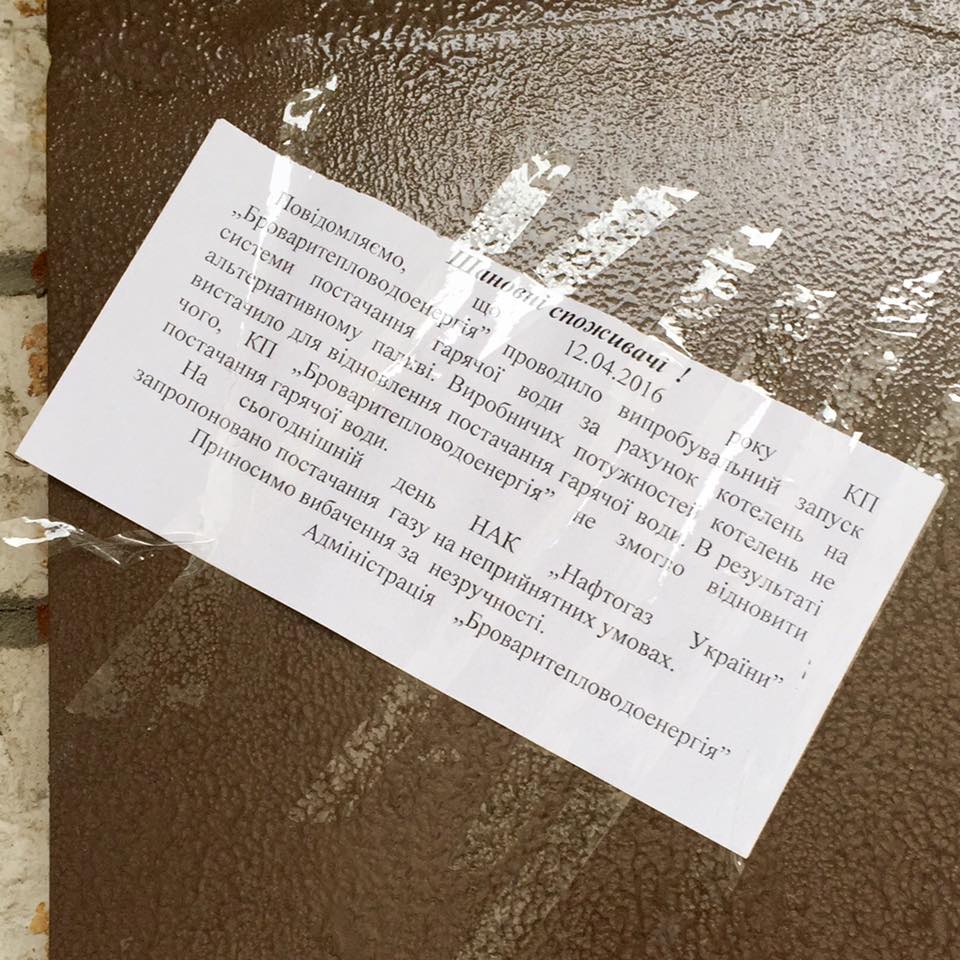 Шановні споживачі !
Повідомляємо, що 12.04.2016 року КП
„Броваритепловодоенергія” проводило випробувальний запуск
системи постачання гарячої води за рахунок котелень на
альтернативному паливі. Виробничих потужностей котелень не
вистачило для відновлення постачання гарячої води. В результаті
чого, КП „Броваритепловодоенергія” не змогло відновити
постачання гарячої води.
На сьогоднішній день НАК „Нафтогаз України”
запропоновано постачання газу на неприйнятних умовах.
Приносимо вибачення за незручності.
Адміністрація „Броваритепловодоенергія”